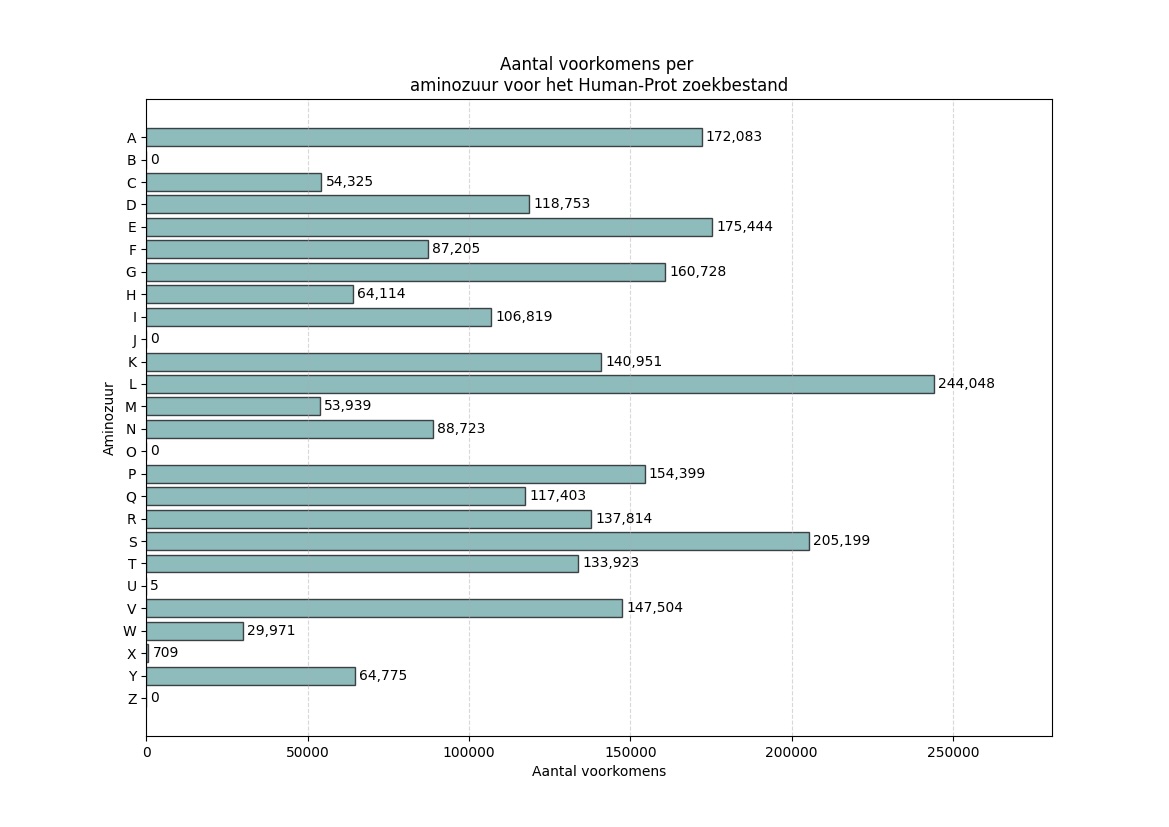 Aantal voorkomens per
aminozuur voor het Human-Prot zoekbestand
A 172,083
B 0
C 54,325
D 118,753
E 175,444
F 87,205
G 160,728
H 64,114
I 106,819
J 0
K 140,951
L 244,048
M 53,939
N 88,723
O 0
P 154,399
Q 117,403
R 137,814
S 205,199
T 133,923
U 5
V 147,504
W 29,971
X 709
Y 64,775
Z 0
Aminozuur
0 50000 100000 150000 200000 250000
Aantal voorkomens